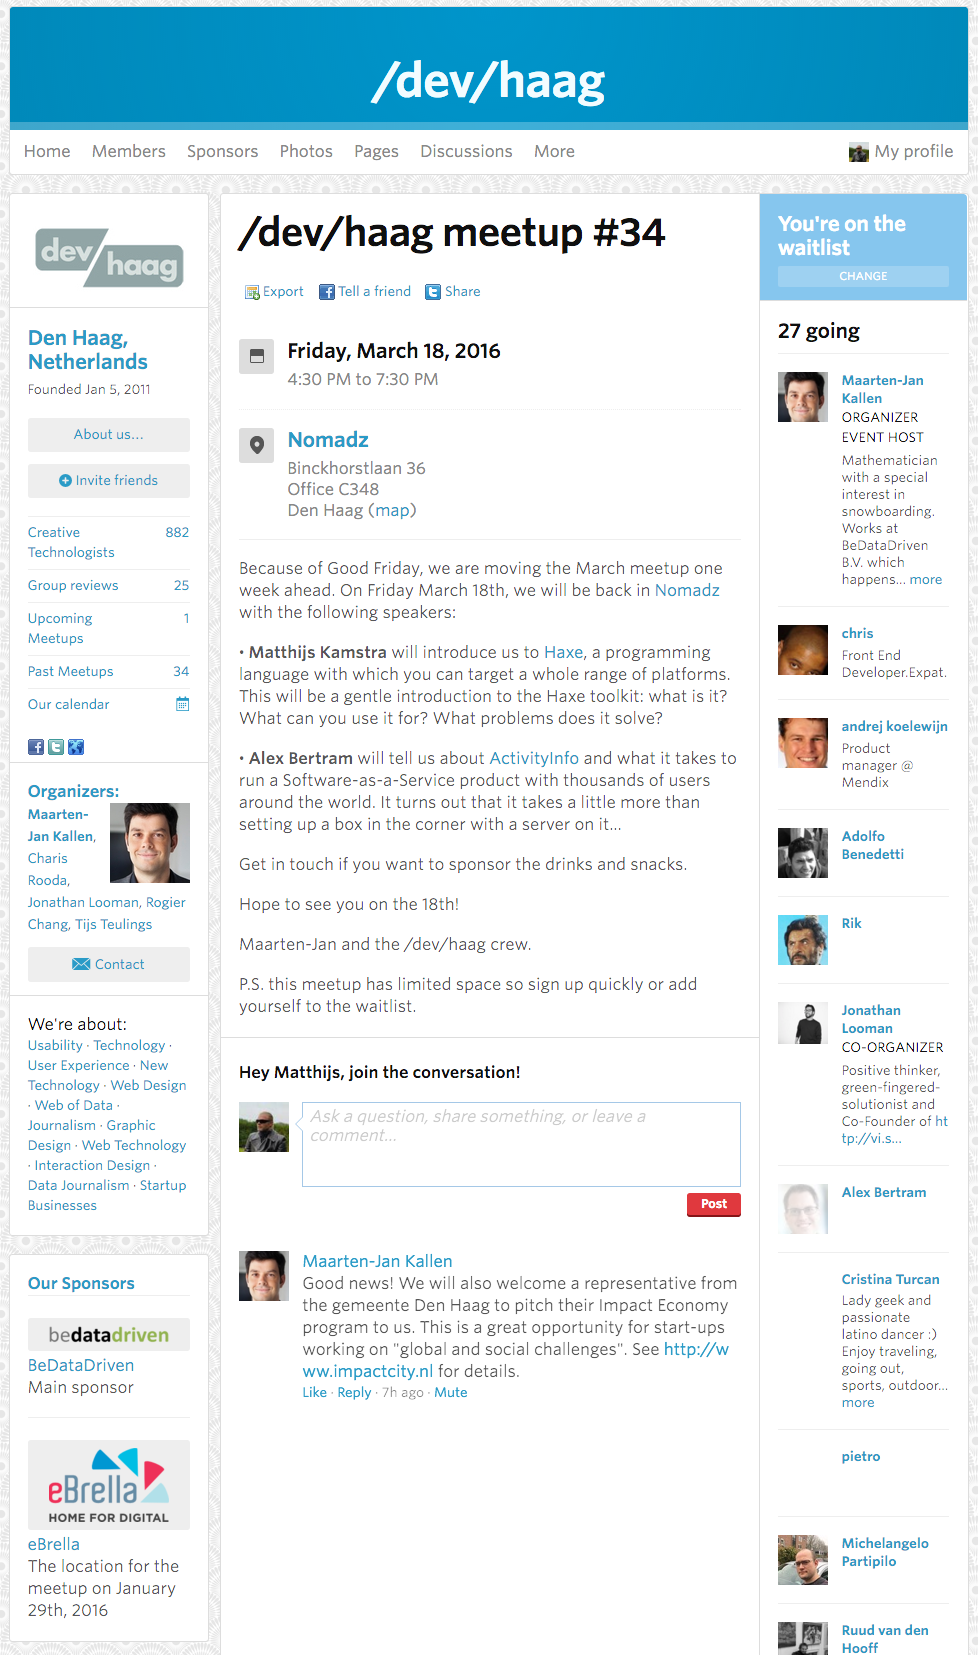 /dev/haag
Home Members Sponsors Photos Pages Discussions More My profile
dev/haag
Den Haag,
Netherlands
Founded Jan 5, 2011
About us...
Invite friends
Creative 882
Technologists
Group reviews 25
Upcoming 1
Meetups
Past Meetups 34
Our calendar
Organizers:
Maarten-
Jan Kallen,
Charis
Rooda,
Jonathan Looman, Rogier
Chang, Tijs Teulings
Contact
We're about:
Usability · Technology ·
User Experience · New
Technology · Web Design
· Web of Data ·
Journalism · Graphic
Design · Web Technology
· Interaction Design ·
Data Journalism · Startup
Businesses
Our Sponsors
bedatadriven
BeDataDriven
Main sponsor
eBrella
HOME FOR DIGITAL
eBrella
The location for the
meetup on January
29th, 2016
/dev/haag meetup #34
Export Tell a friend Share
Friday, March 18, 2016
4:30 PM to 7:30 PM
Nomadz
Binckhorstlaan 36
Office C348
Den Haag (map)
Because of Good Friday, we are moving the March meetup one
week ahead. On Friday March 18th, we will be back in Nomadz
with the following speakers:
• Matthijs Kamstra will introduce us to Haxe, a programming
language with which you can target a whole range of platforms.
This will be a gentle introduction to the Haxe toolkit: what is it?
What can you use it for? What problems does it solve?
• Alex Bertram will tell us about ActivityInfo and what it takes to
run a Software-as-a-Service product with thousands of users
around the world. It turns out that it takes a little more than
setting up a box in the corner with a server on it...
Get in touch if you want to sponsor the drinks and snacks.
Hope to see you on the 18th!
Maarten-Jan and the /dev/haag crew.
P.S. this meetup has limited space so sign up quickly or add
yourself to the waitlist.
Hey Matthijs, join the conversation!
Ask a question, share something, or leave a
comment...
Post
Maarten-Jan Kallen
Good news! We will also welcome a representative from
the gemeente Den Haag to pitch their Impact Economy
program to us. This is a great opportunity for start-ups
working on "global and social challenges". See http://w
ww.impactcity.nl for details.
Like · Reply · 7h ago · Mute
You're on the
waitlist
CHANGE
27 going
Maarten-Jan
Kallen
ORGANIZER
EVENT HOST
Mathematician
with a special
interest in
snowboarding.
Works at
BeDataDriven
B.V. which
happens... more
chris
Front End
Developer.Expat.
andrej koelewijn
Product
manager @
Mendix
Adolfo
Benedetti
Rik
Jonathan
Looman
CO-ORGANIZER
Positive thinker,
green-fingered-
solutionist and
Co-Founder of ht
tp://vi.s...
Alex Bertram
Cristina Turcan
Lady geek and
passionate
latino dancer :)
Enjoy traveling,
going out,
sports, outdoor...
more
pietro
Michelangelo
Partipilo
Ruud van den
Hooff